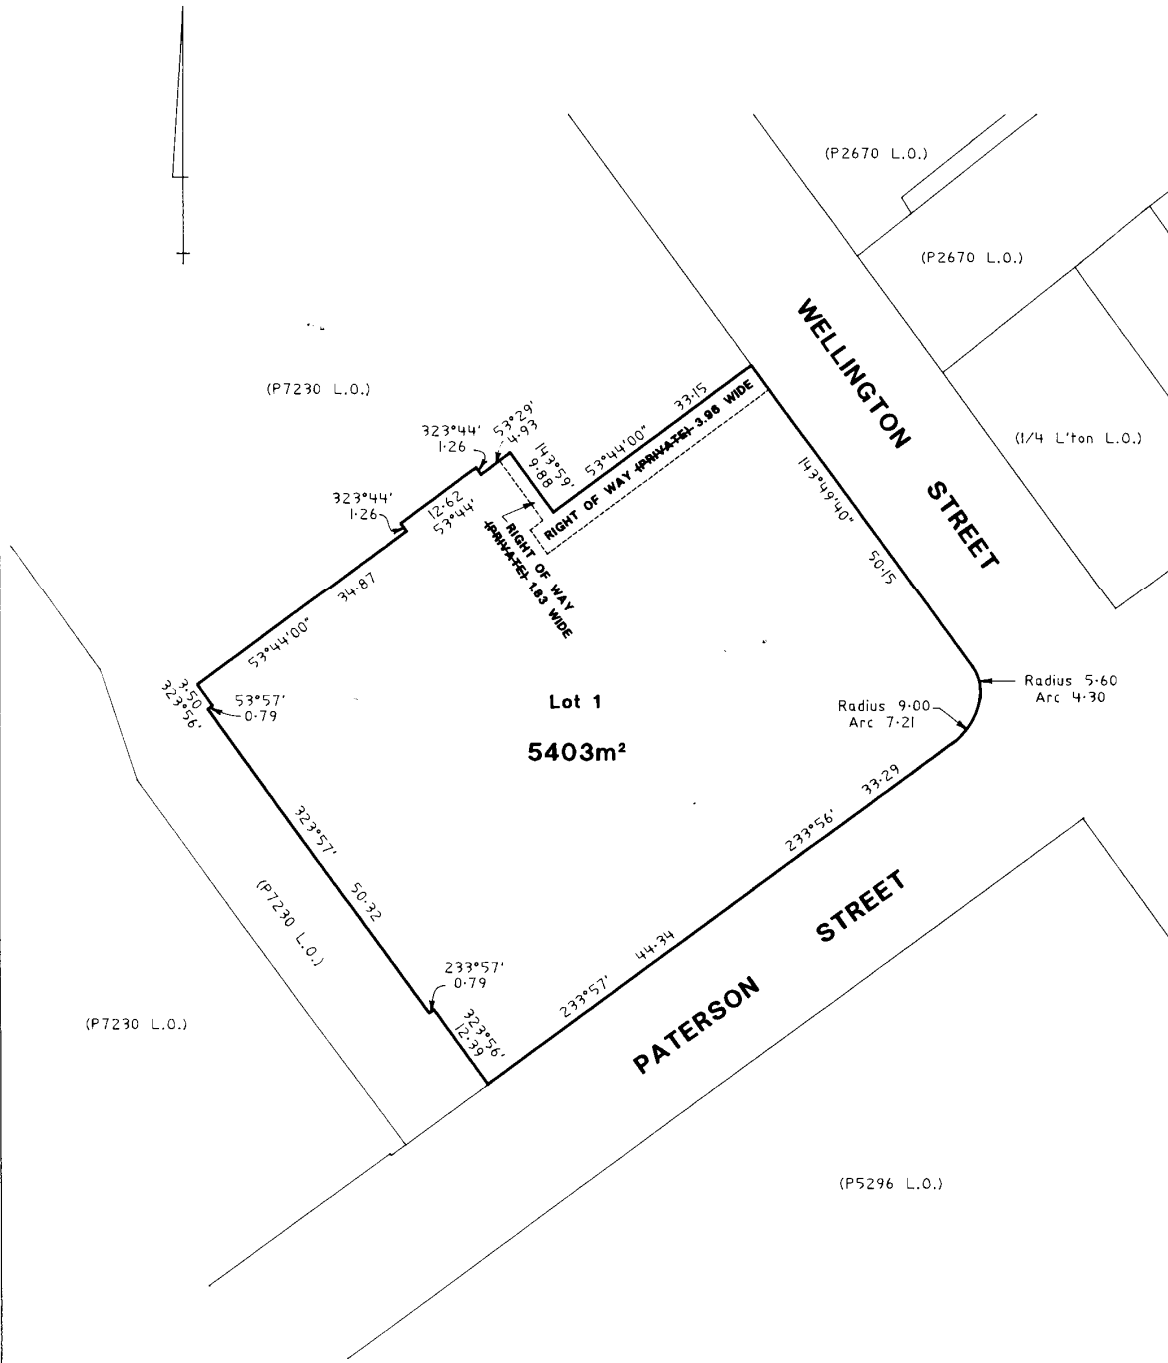 (P2670 L.O.)
(P2670 L.O.)
WELLINGTON STREET
(P7230 L.O.)
(1/4 L'ton L.O.)
33·15
53°44'00"
RIGHT OF WAY (PRIVATE) 3.96 WIDE
53°29'
4·93
323°44'
1·26
143°59'
9·88
12·62
53°44'
323°44'
1·26
RIGHT OF WAY
(PRIVATE) 1.83 WIDE
143°49'40"
50·15
34·87
53°44'00"
3·50
323°56'
53°57'
0·79
Lot 1
5403m²
Radius 5·60
Arc 4·30
Radius 9·00
Arc 7·21
33·29
233°56'
323°57'
50·32
(P7230 L.O.)
233°57'
0·79
44·34
233°57'
PATERSON STREET
323°56'
12·39
(P7230 L.O.)
(P5296 L.O.)